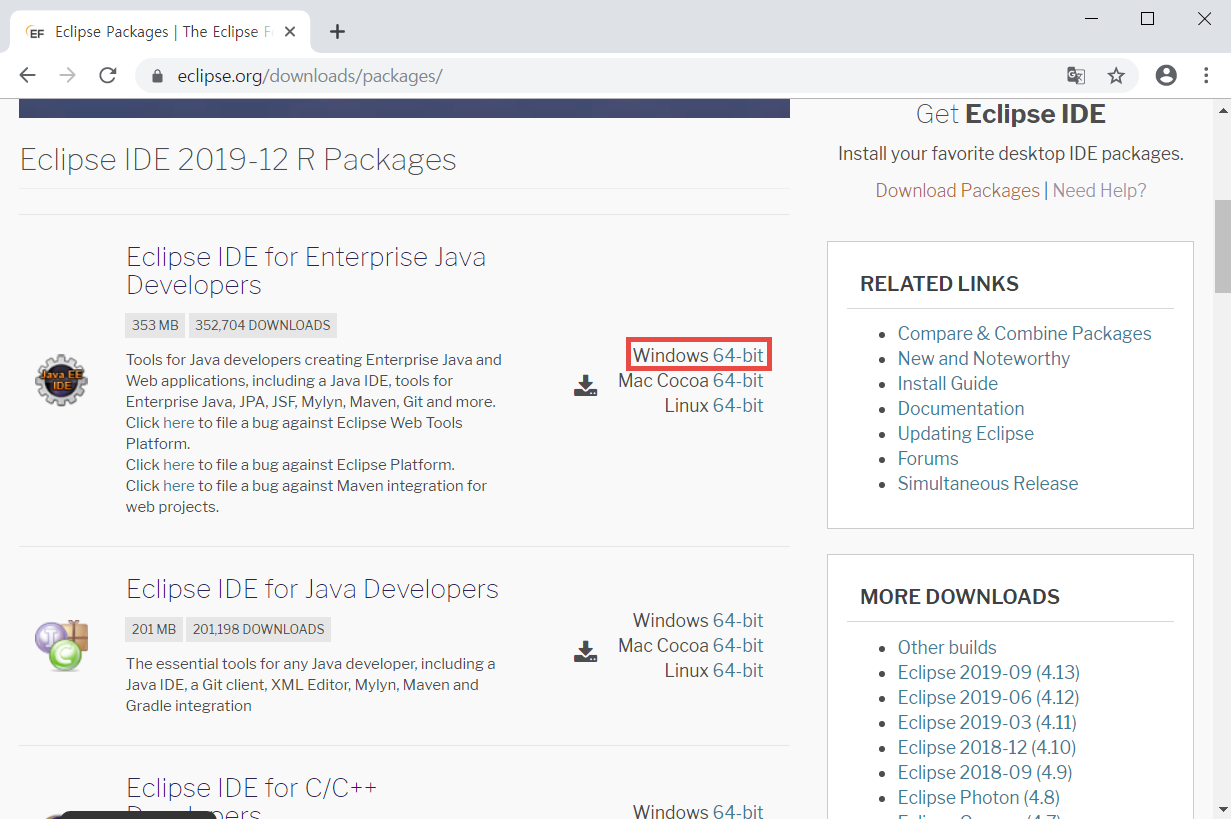 EF Eclipse Packages | The Eclipse F
eclipse.org/downloads/packages/
Eclipse IDE 2019-12 R Packages
Eclipse IDE for Enterprise Java
Developers
353 MB 352,704 DOWNLOADS
Java EE
IDE
Tools for Java developers creating Enterprise Java and
Web applications, including a Java IDE, tools for
Enterprise Java, JPA, JSF, Mylyn, Maven, Git and more.
Click here to file a bug against Eclipse Web Tools
Platform.
Click here to file a bug against Eclipse Platform.
Click here to file a bug against Maven integration for
web projects.
Windows 64-bit
Mac Cocoa 64-bit
Linux 64-bit
Eclipse IDE for Java Developers
201 MB 201,198 DOWNLOADS
The essential tools for any Java developer, including a
Java IDE, a Git client, XML Editor, Mylyn, Maven and
Gradle integration
Windows 64-bit
Mac Cocoa 64-bit
Linux 64-bit
Eclipse IDE for C/C++
Developers
Windows 64-bit
Get Eclipse IDE
Install your favorite desktop IDE packages.
Download Packages | Need Help?
RELATED LINKS
Compare & Combine Packages
New and Noteworthy
Install Guide
Documentation
Updating Eclipse
Forums
Simultaneous Release
MORE DOWNLOADS
Other builds
Eclipse 2019-09 (4.13)
Eclipse 2019-06 (4.12)
Eclipse 2019-03 (4.11)
Eclipse 2018-12 (4.10)
Eclipse 2018-09 (4.9)
Eclipse Photon (4.8)